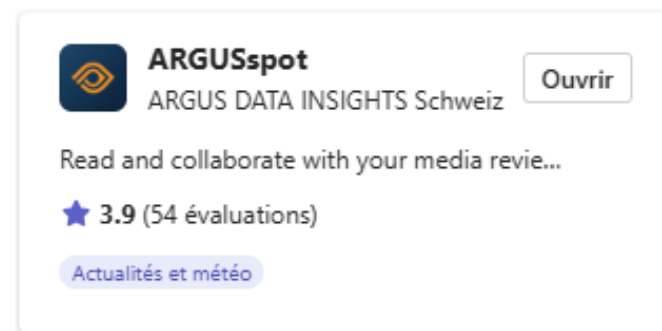 ARGUSspot
ARGUS DATA INSIGHTS Schweiz
Ouvrir
Read and collaborate with your media revie...
3.9 (54 évaluations)
Actualités et météo